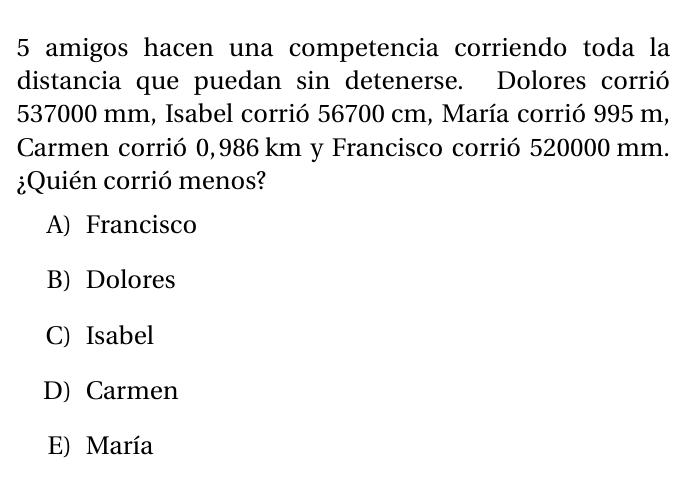 5 amigos hacen una competencia corriendo toda la
distancia que puedan sin detenerse. Dolores corrió
537000 mm, Isabel corrió 56700 cm, María corrió 995 m,
Carmen corrió 0,986 km y Francisco corrió 520000 mm.
¿Quién corrió menos?
A) Francisco
B) Dolores
C) Isabel
D) Carmen
E) María